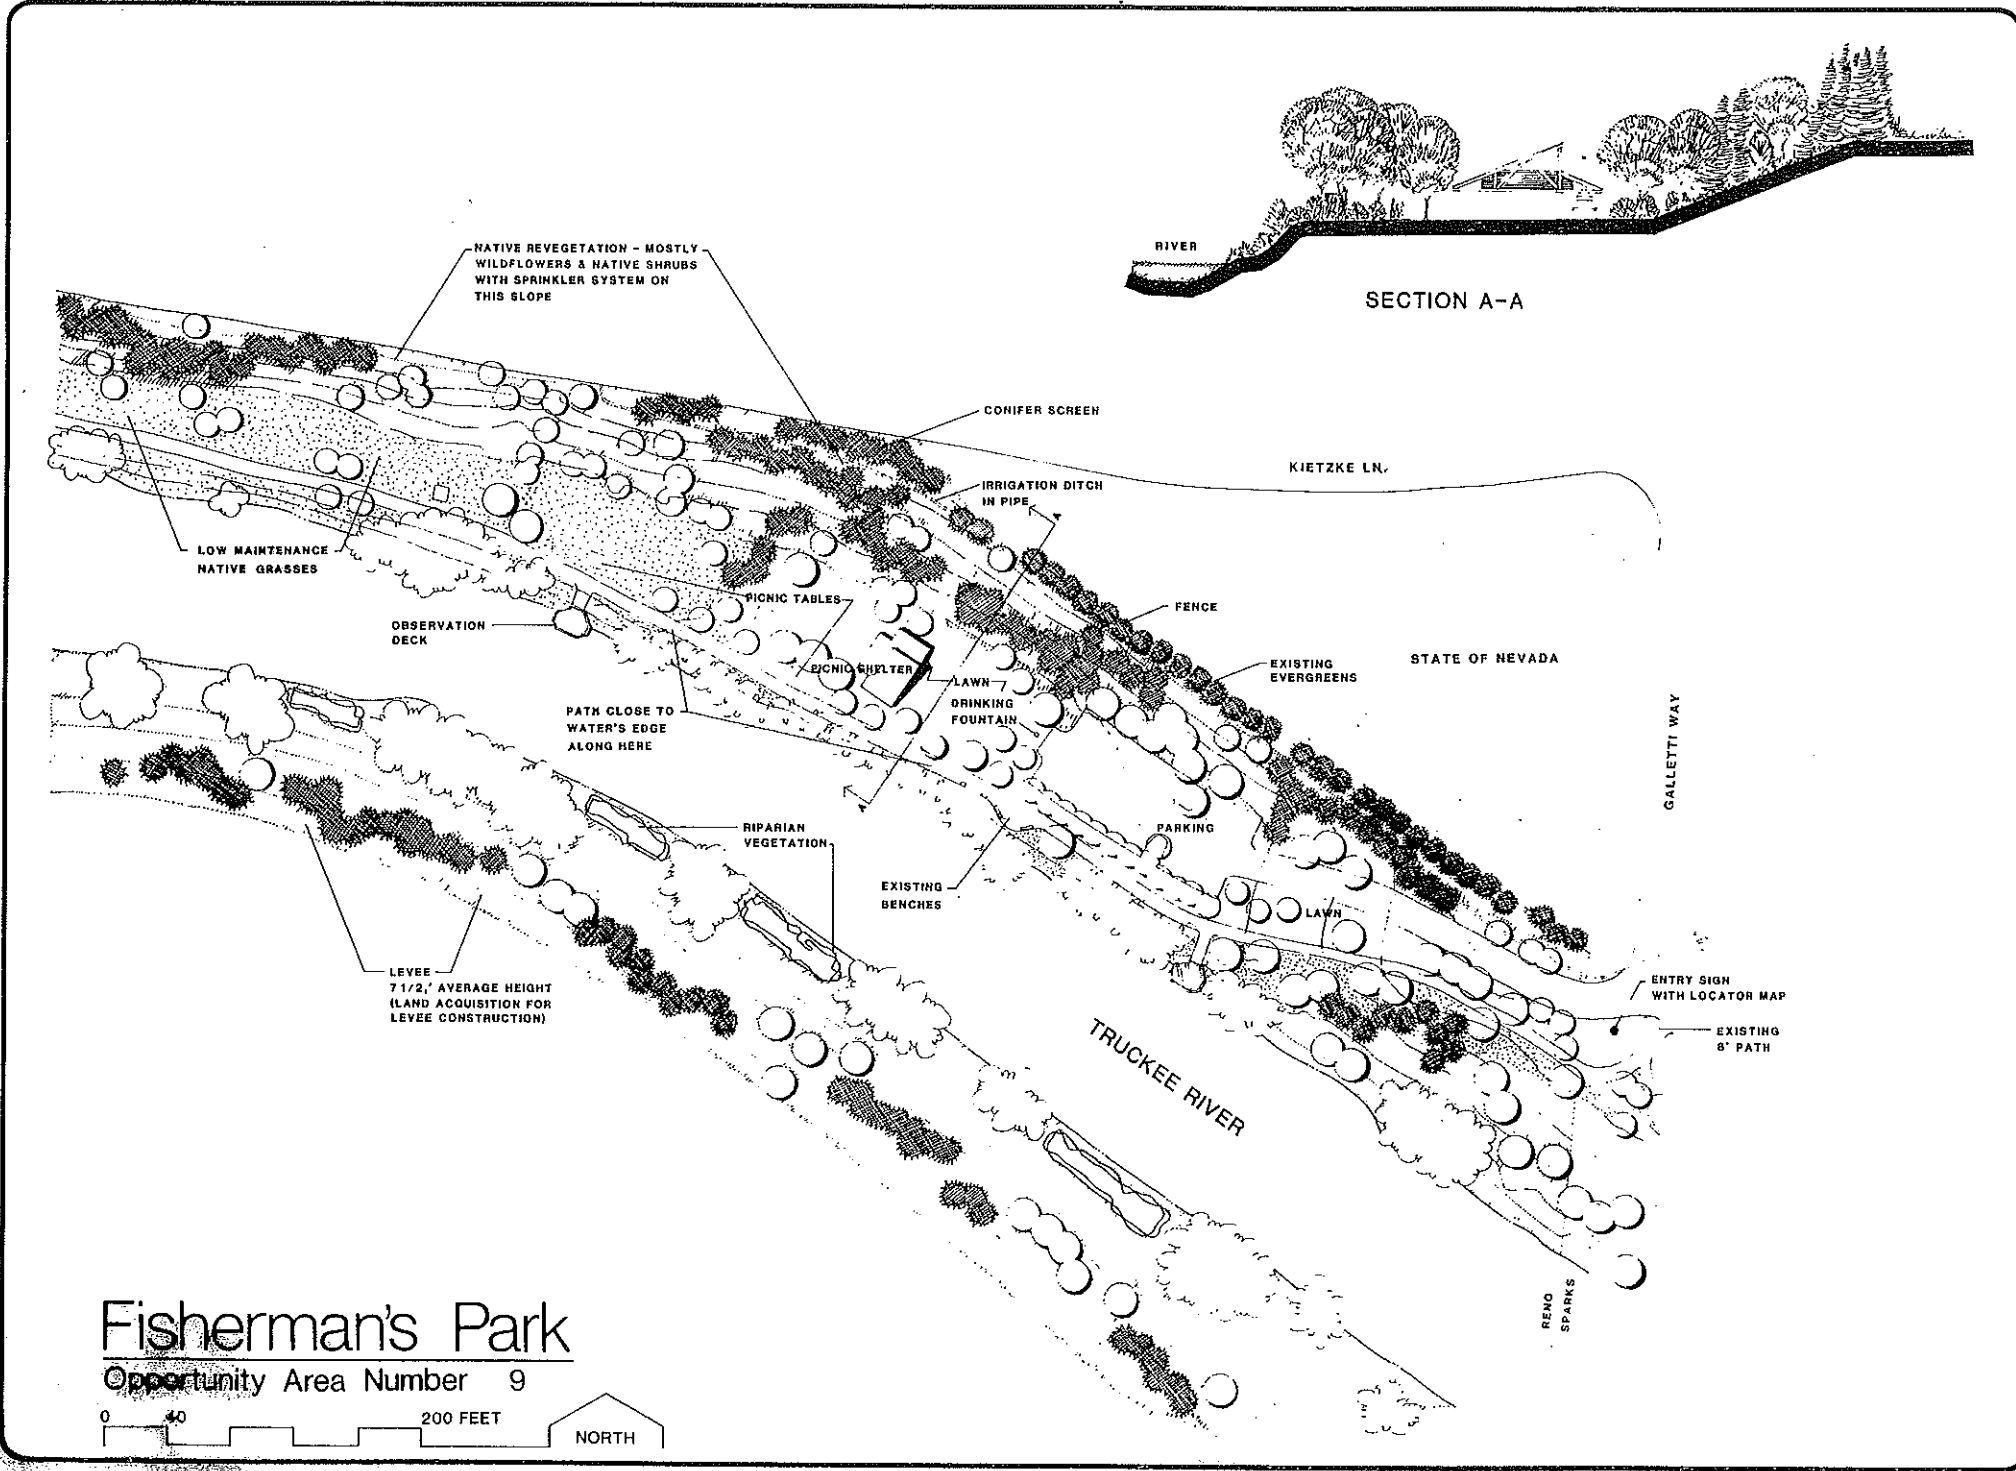 RIVER
SECTION A-A
NATIVE REVEGETATION - MOSTLY
WILDFLOWERS & NATIVE SHRUBS
WITH SPRINKLER SYSTEM ON
THIS SLOPE
CONIFER SCREEN
KIETZKE LN.
IRRIGATION DITCH
IN PIPE
A
LOW MAINTENANCE
NATIVE GRASSES
PICNIC TABLES
FENCE
OBSERVATION
DECK
STATE OF NEVADA
EXISTING
EVERGREENS
PICNIC SHELTER
LAWN
DRINKING
FOUNTAIN
PATH CLOSE TO
WATER'S EDGE
ALONG HERE
GALLETTI WAY
A
PARKING
RIPARIAN
VEGETATION
EXISTING
BENCHES
LAWN
LEVEE
7 1/2,' AVERAGE HEIGHT
(LAND ACQUISITION FOR
LEVEE CONSTRUCTION)
ENTRY SIGN
WITH LOCATOR MAP
EXISTING
8' PATH
TRUCKEE RIVER
RENO
SPARKS
Fisherman's Park
Opportunity Area Number 9
0 40 200 FEET
NORTH